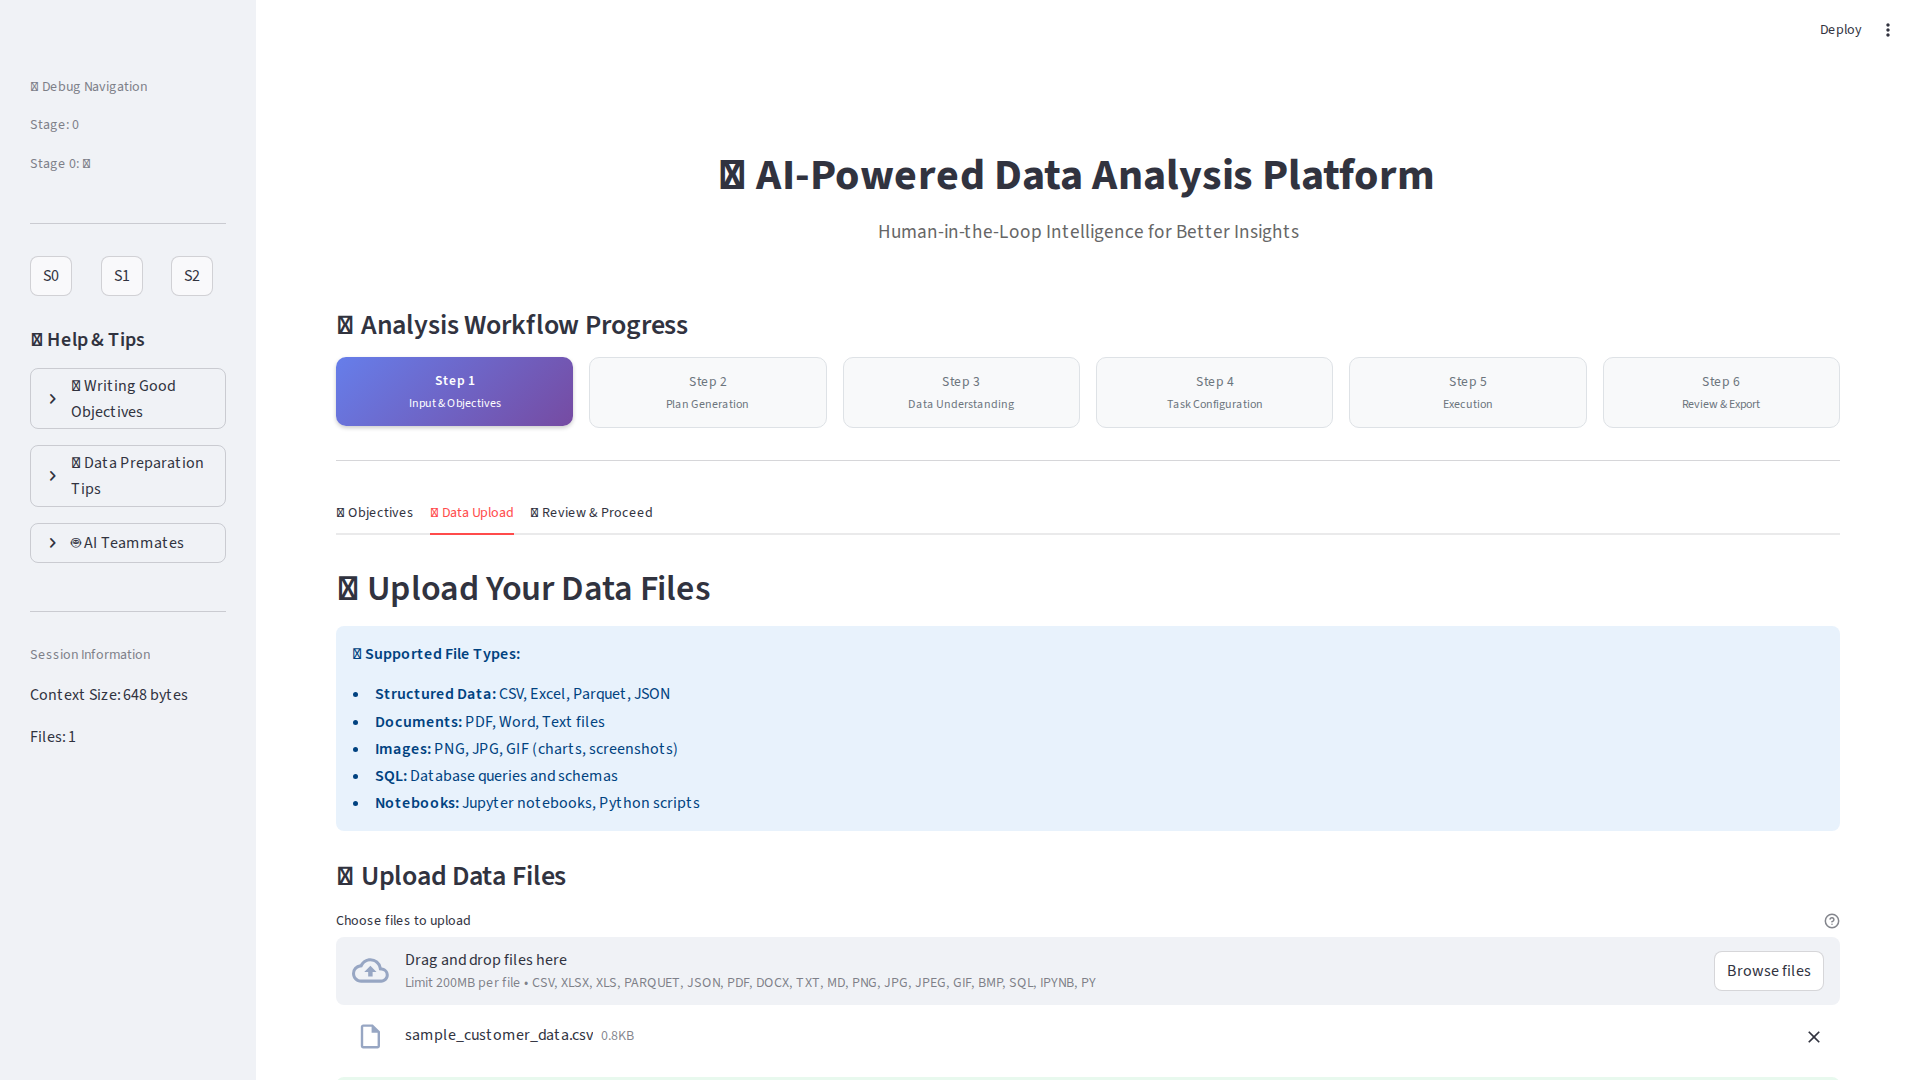 Deploy
Debug Navigation
Stage: 0
Stage 0:
S0
S1
S2
Help & Tips
Writing Good
Objectives
Data Preparation
Tips
AI Teammates
Session Information
Context Size: 648 bytes
Files: 1
AI-Powered Data Analysis Platform
Human-in-the-Loop Intelligence for Better Insights
Analysis Workflow Progress
Step 1
Input & Objectives
Step 2
Plan Generation
Step 3
Data Understanding
Step 4
Task Configuration
Step 5
Execution
Step 6
Review & Export
Objectives
Data Upload
Review & Proceed
Upload Your Data Files
Supported File Types:
• Structured Data: CSV, Excel, Parquet, JSON
• Documents: PDF, Word, Text files
• Images: PNG, JPG, GIF (charts, screenshots)
• SQL: Database queries and schemas
• Notebooks: Jupyter notebooks, Python scripts
Upload Data Files
Choose files to upload
Drag and drop files here
Limit 200MB per file • CSV, XLSX, XLS, PARQUET, JSON, PDF, DOCX, TXT, MD, PNG, JPG, JPEG, GIF, BMP, SQL, IPYNB, PY
Browse files
sample_customer_data.csv 0.8KB